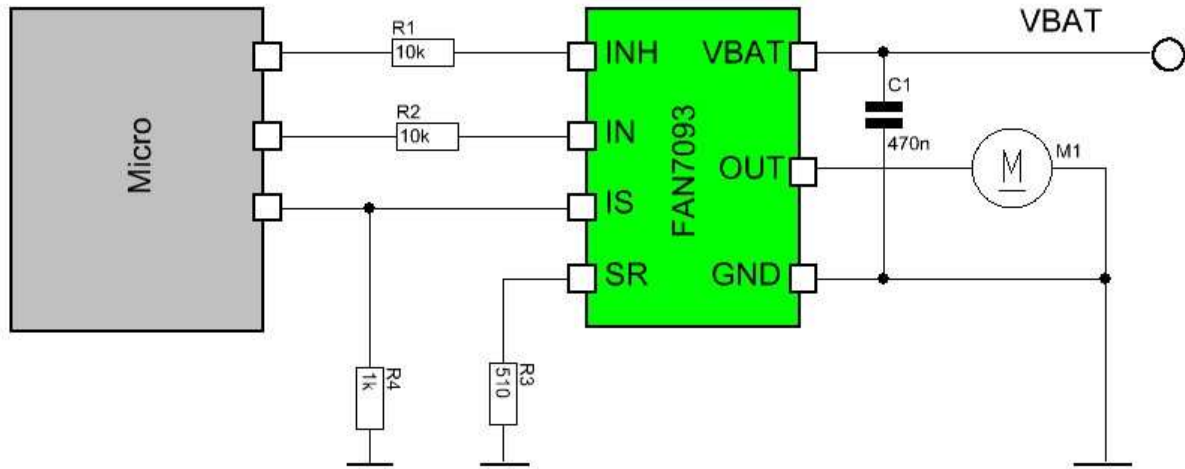 VBAT
R1
10k
INH
VBAT
C1
R2
10k
IN
470n
M1
M
Micro
FAN7093
OUT
IS
SR
GND
R4
1k
R3
510